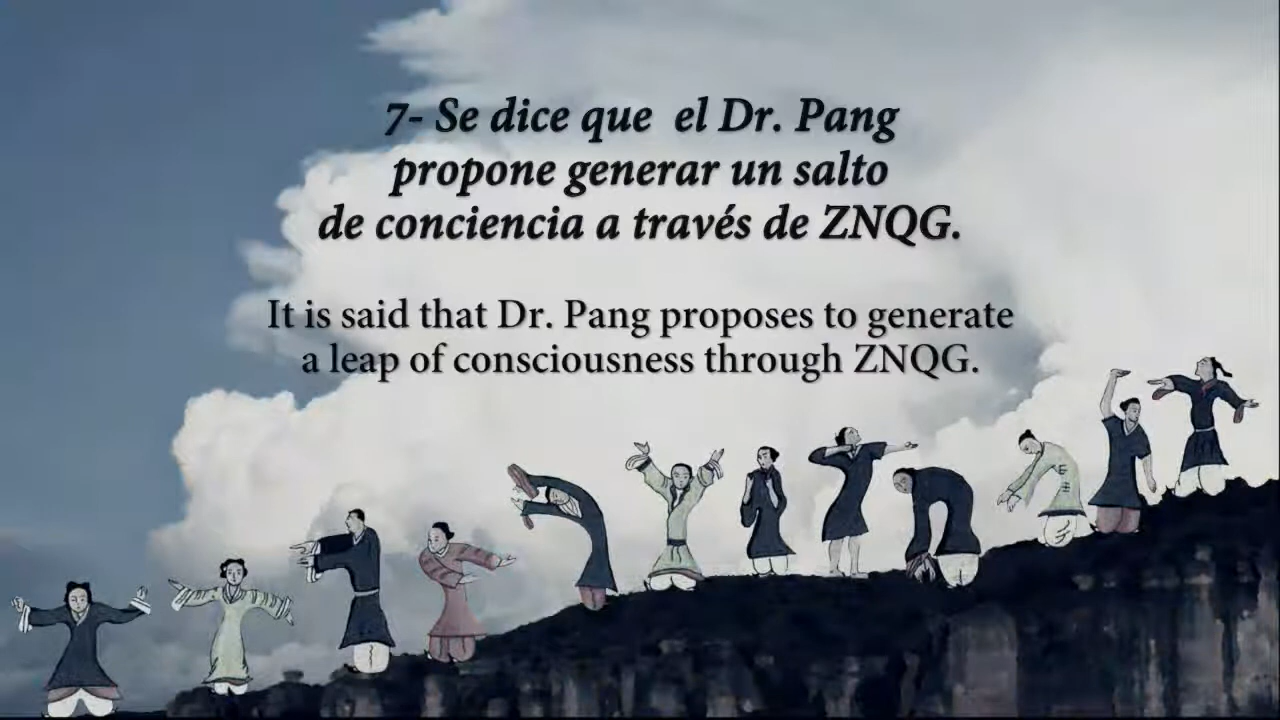 7- Se dice que el Dr. Pang
propone generar un salto
de conciencia a través de ZNQG.
It is said that Dr. Pang proposes to generate
a leap of consciousness through ZNQG.